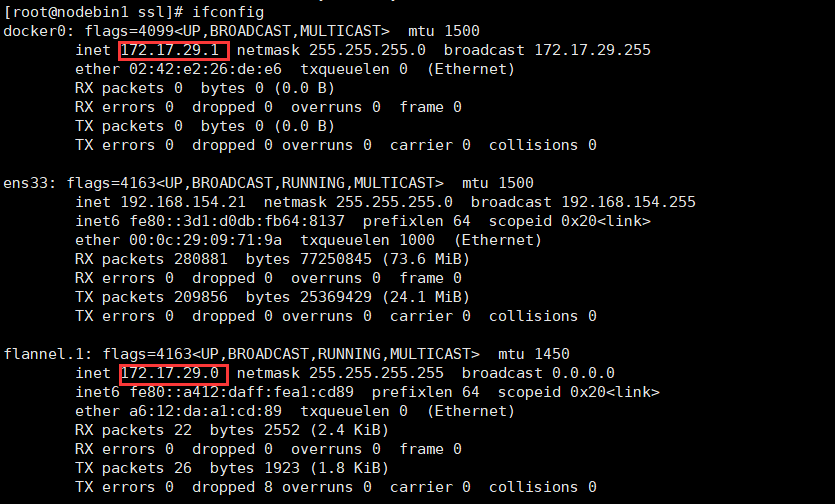 [root@nodebin1 ssl]# ifconfig
docker0: flags=4099<UP,BROADCAST,MULTICAST>  mtu 1500
        inet 172.17.29.1  netmask 255.255.255.0  broadcast 172.17.29.255
        ether 02:42:e2:26:de:e6  txqueuelen 0  (Ethernet)
        RX packets 0  bytes 0 (0.0 B)
        RX errors 0  dropped 0  overruns 0  frame 0
        TX packets 0  bytes 0 (0.0 B)
        TX errors 0  dropped 0 overruns 0  carrier 0  collisions 0

ens33: flags=4163<UP,BROADCAST,RUNNING,MULTICAST>  mtu 1500
        inet 192.168.154.21  netmask 255.255.255.0  broadcast 192.168.154.255
        inet6 fe80::3d1:d0db:fb64:8137  prefixlen 64  scopeid 0x20<link>
        ether 00:0c:29:09:71:9a  txqueuelen 1000  (Ethernet)
        RX packets 280881  bytes 77250845 (73.6 MiB)
        RX errors 0  dropped 0  overruns 0  frame 0
        TX packets 209856  bytes 25369429 (24.1 MiB)
        TX errors 0  dropped 0 overruns 0  carrier 0  collisions 0

flannel.1: flags=4163<UP,BROADCAST,RUNNING,MULTICAST>  mtu 1450
        inet 172.17.29.0  netmask 255.255.255.255  broadcast 0.0.0.0
        inet6 fe80::a412:daff:fea1:cd89  prefixlen 64  scopeid 0x20<link>
        ether a6:12:da:a1:cd:89  txqueuelen 0  (Ethernet)
        RX packets 22  bytes 2552 (2.4 KiB)
        RX errors 0  dropped 0  overruns 0  frame 0
        TX packets 26  bytes 1923 (1.8 KiB)
        TX errors 0  dropped 8 overruns 0  carrier 0  collisions 0